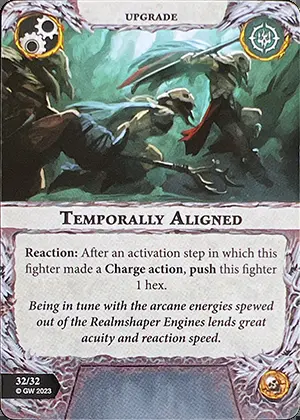 UPGRADE
TEMPORALLY ALIGNED
Reaction: After an activation step in which this
fighter made a Charge action, push this fighter
1 hex.
Being in tune with the arcane energies spewed
out of the Realmshaper Engines lends great
acuity and reaction speed.
32/32
© GW 2023